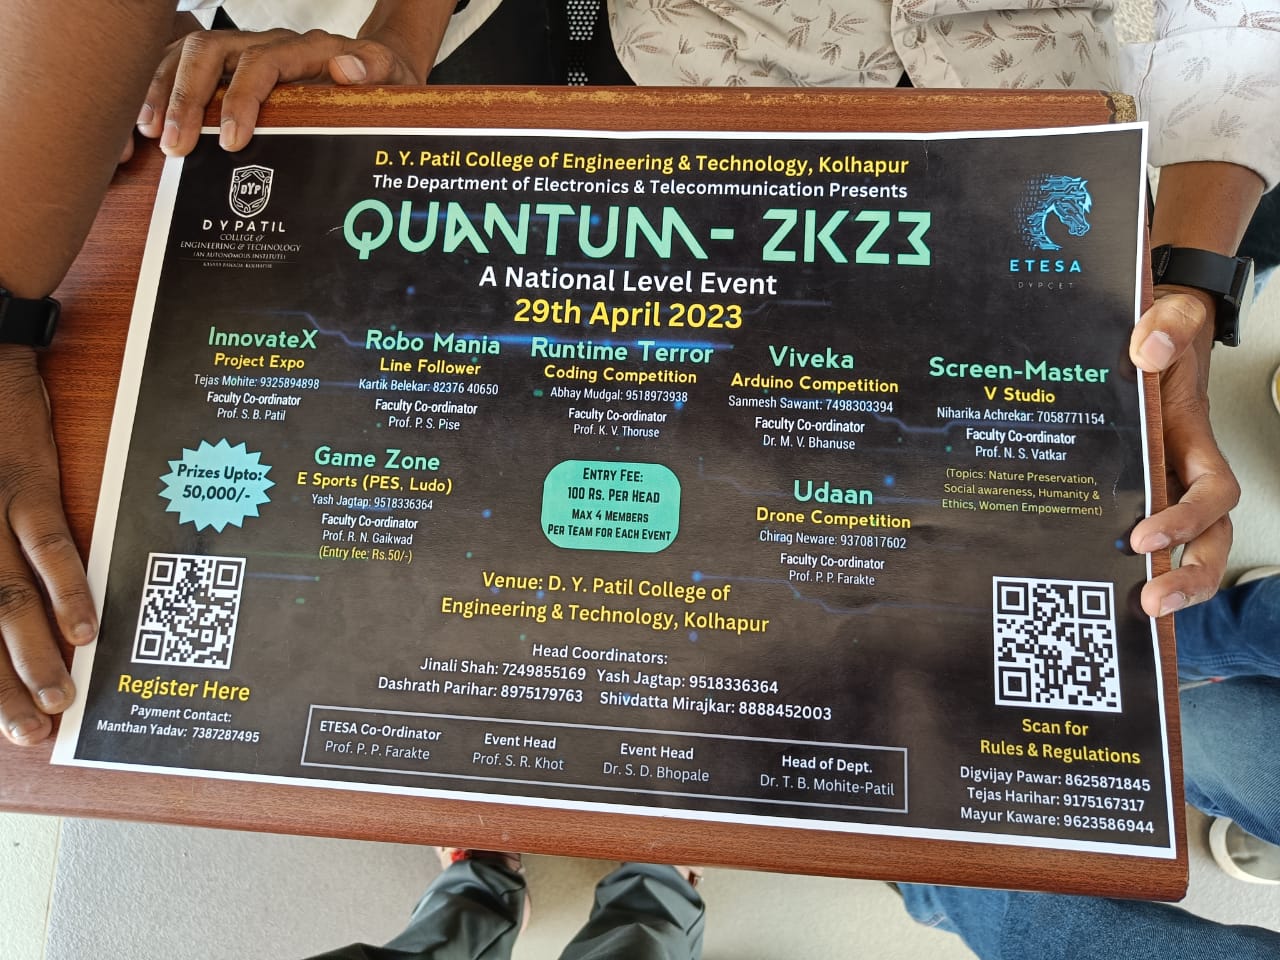 D. Y. Patil College of Engineering & Technology, Kolhapur
The Department of Electronics & Telecommunication Presents
DYP
D Y PATIL
COLLEGE of
ENGINEERING & TECHNOLOGY
(AN AUTONOMOUS INSTITUTE)
KASABA BAWADA, KOLHAPUR
QUANTUM- 2K23
ETESA
DYPCET
A National Level Event
29th April 2023
InnovateX
Project Expo
Tejas Mohite: 9325894898
Faculty Co-ordinator
Prof. S. B. Patil
Robo Mania
Line Follower
Kartik Belekar: 82376 40650
Faculty Co-ordinator
Prof. P. S. Pise
Runtime Terror
Coding Competition
Abhay Mudgal: 9518973938
Faculty Co-ordinator
Prof. K. V. Thoruse
Viveka
Arduino Competition
Sanmesh Sawant: 7498303394
Faculty Co-ordinator
Dr. M. V. Bhanuse
Screen-Master
V Studio
Niharika Achrekar: 7058771154
Faculty Co-ordinator
Prof. N. S. Vatkar
(Topics: Nature Preservation,
Social awareness, Humanity &
Ethics, Women Empowerment)
Prizes Upto:
50,000/-
Game Zone
E Sports (PES, Ludo)
Yash Jagtap: 9518336364
Faculty Co-ordinator
Prof. R. N. Gaikwad
(Entry fee: Rs.50/-)
ENTRY FEE:
100 RS. PER HEAD
MAX 4 MEMBERS
PER TEAM FOR EACH EVENT
Udaan
Drone Competition
Chirag Neware: 9370817602
Faculty Co-ordinator
Prof. P. P. Farakte
Venue: D. Y. Patil College of
Engineering & Technology, Kolhapur
Head Coordinators:
Jinali Shah: 7249855169 Yash Jagtap: 9518336364
Dashrath Parihar: 8975179763 Shivdatta Mirajkar: 8888452003
Register Here
Payment Contact:
Manthan Yadav: 7387287495
ETESA Co-Ordinator
Prof. P. P. Farakte
Event Head
Prof. S. R. Khot
Event Head
Dr. S. D. Bhopale
Head of Dept.
Dr. T. B. Mohite-Patil
Scan for
Rules & Regulations
Digvijay Pawar: 8625871845
Tejas Harihar: 9175167317
Mayur Kaware: 9623586944